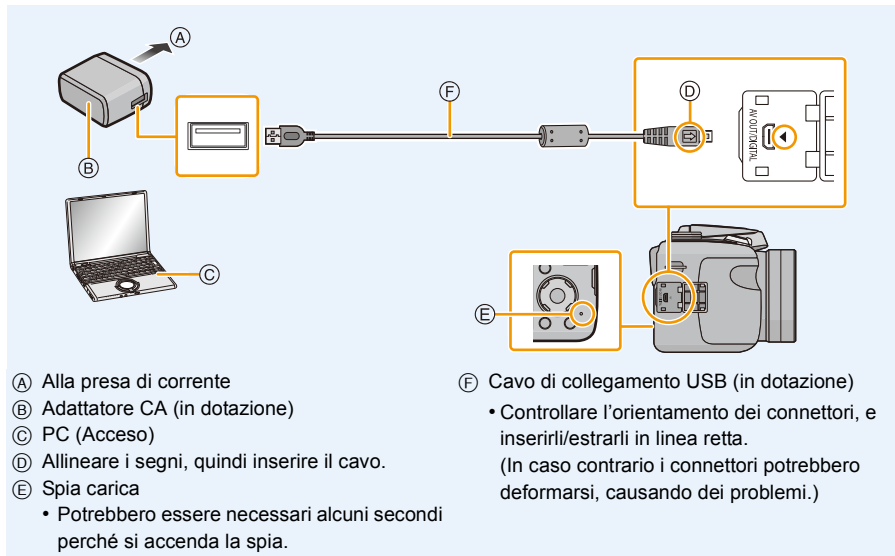 A
F
D
B
AV OUT/DIGITAL
C
E
A Alla presa di corrente
B Adattatore CA (in dotazione)
C PC (Acceso)
D Allineare i segni, quindi inserire il cavo.
E Spia carica
• Potrebbero essere necessari alcuni secondi
perché si accenda la spia.
F Cavo di collegamento USB (in dotazione)
• Controllare l'orientamento dei connettori, e
inserirli/estrarli in linea retta.
(In caso contrario i connettori potrebbero
deformarsi, causando dei problemi.)